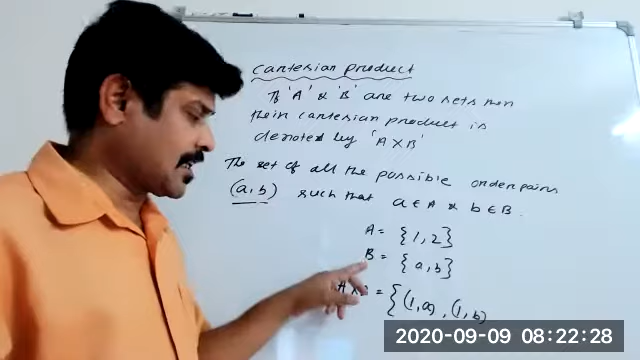 Cartesian product
If 'A' & 'B' are two sets then
their cartesian product is
denoted by 'A X B'
The set of all the possible order pairs
(a, b) such that a ∈ A & b ∈ B.
A = {1, 2}
B = {a, b}
A X = {(1, a), (1, b)
2020-09-09 08:22:28